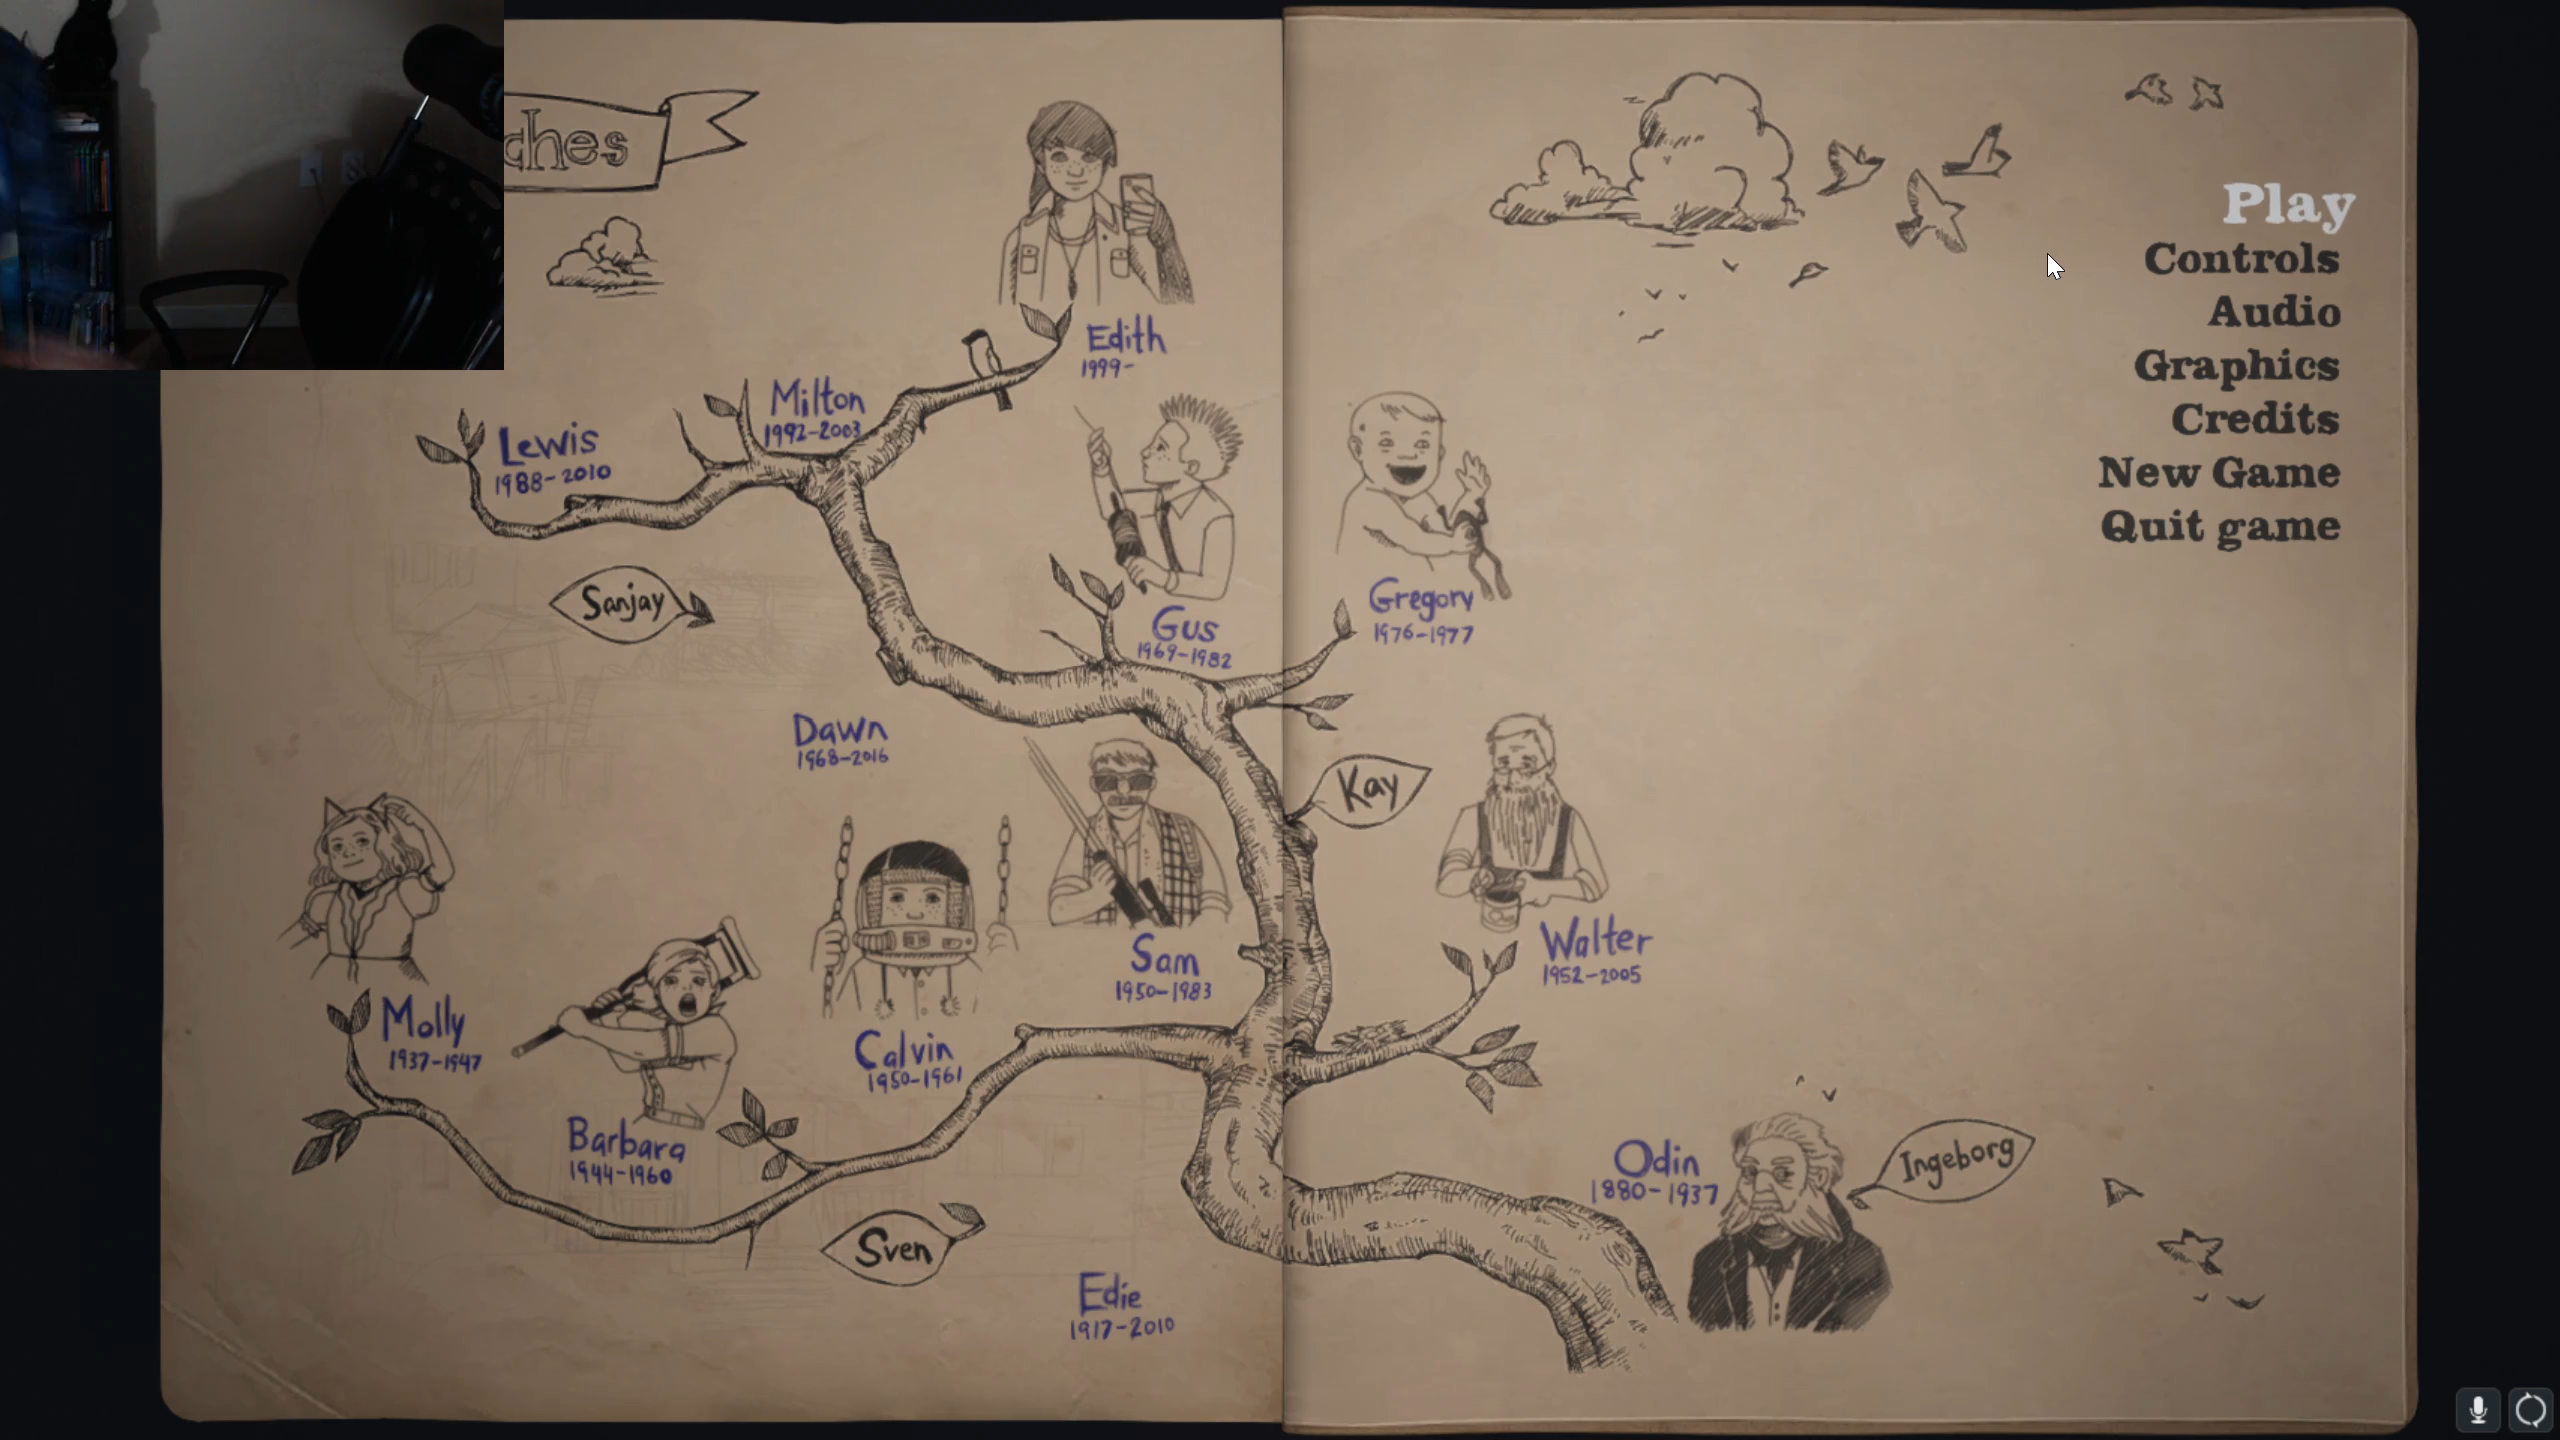 ches
Edith
1999-
Milton
1992-2003
Lewis
1988-2010
Sanjay
Gus
1969-1982
Gregory
1976-1977
Dawn
1968-2016
Kay
Sam
1950-1983
Walter
1952-2005
Molly
1937-1947
Calvin
1950-1961
Barbara
1944-1960
Sven
Edie
1917-2010
Odin
1880-1937
Ingeborg
Play
Controls
Audio
Graphics
Credits
New Game
Quit game